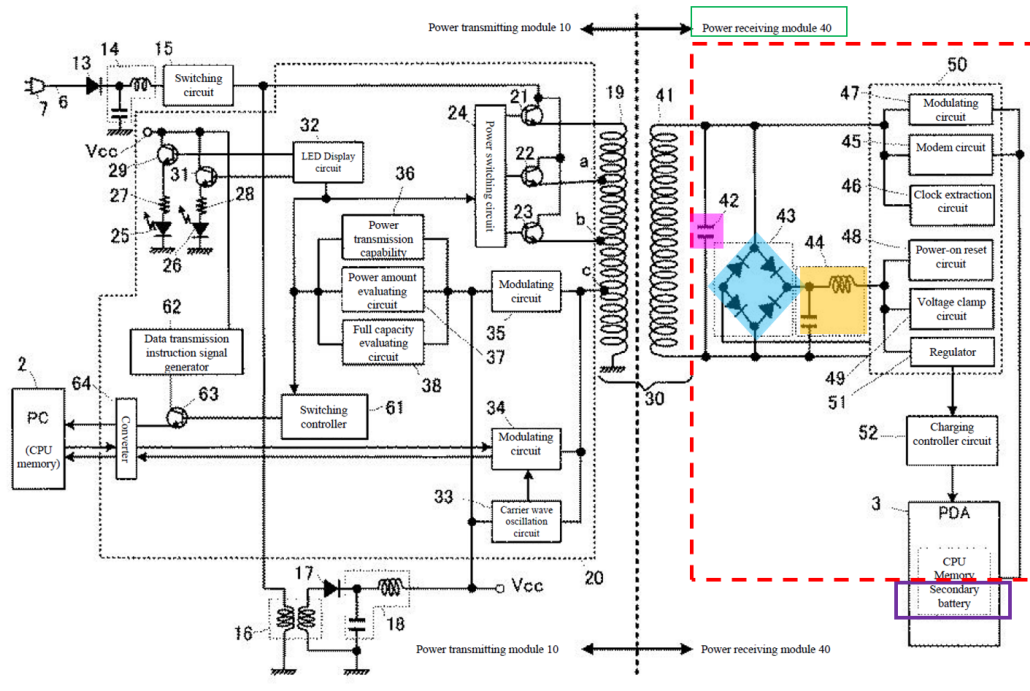 Power transmitting module 10
Power receiving module 40
13
14
15
Switching
circuit
7
6
Vcc
29
31
27
28
25
26
32
LED Display
circuit
24
Power switching circuit
21
22
23
19
41
a
b
c
36
Power
transmission
capability
Power amount
evaluating circuit
37
Full capacity
evaluating circuit
38
Modulating
circuit
35
62
Data transmission
instruction signal
generator
63
2
PC
(CPU
memory)
64
Converter
Switching
controller
61
34
Modulating
circuit
33
Carrier wave
oscillation
circuit
20
30
16
17
18
Vcc
42
43
44
50
47
Modulating
circuit
45
Modem circuit
46
Clock extraction
circuit
48
Power-on reset
circuit
Voltage clamp
circuit
49
Regulator
51
52
Charging
controller circuit
3
PDA
CPU
Memory
Secondary
battery
Power transmitting module 10
Power receiving module 40